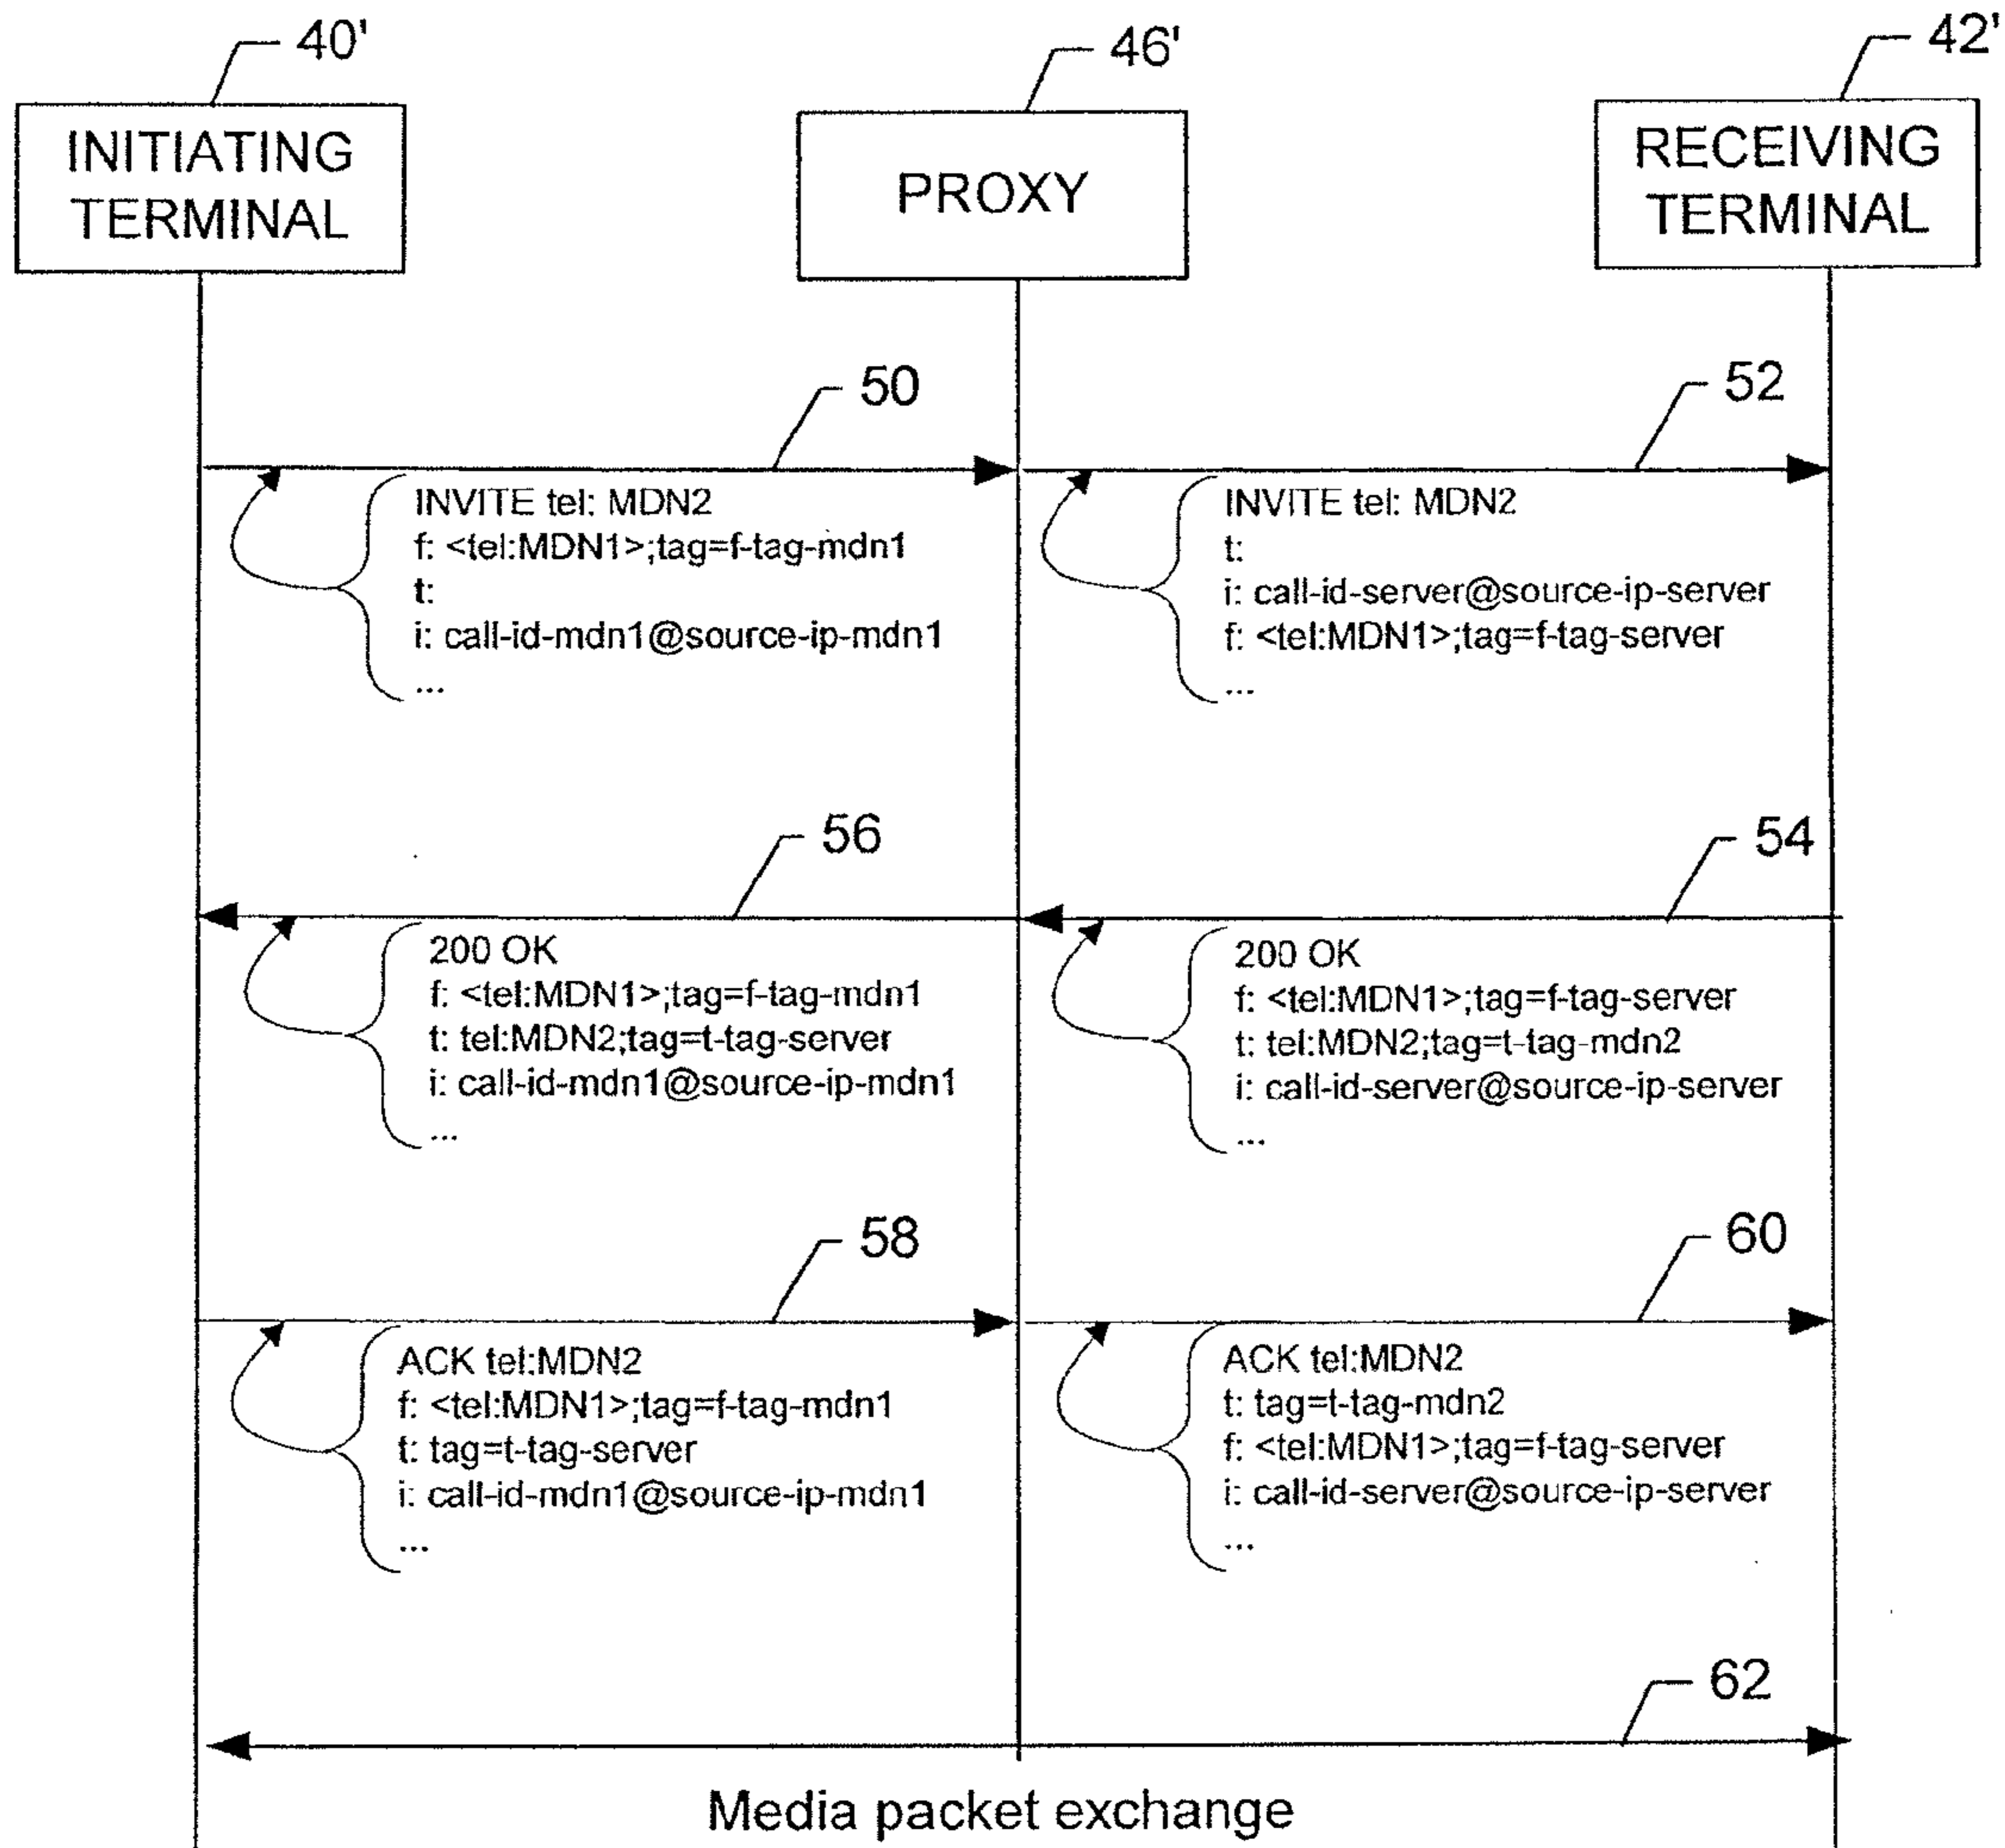 40'
46'
42'
INITIATING
TERMINAL
PROXY
RECEIVING
TERMINAL
50
52
INVITE tel: MDN2
f: <tel:MDN1>;tag=f-tag-mdn1
t:
i: call-id-mdn1@source-ip-mdn1
...
INVITE tel: MDN2
t:
i: call-id-server@source-ip-server
f: <tel:MDN1>;tag=f-tag-server
...
56
54
200 OK
f: <tel:MDN1>;tag=f-tag-mdn1
t: tel:MDN2;tag=t-tag-server
i: call-id-mdn1@source-ip-mdn1
...
200 OK
f: <tel:MDN1>;tag=f-tag-server
t: tel:MDN2;tag=t-tag-mdn2
i: call-id-server@source-ip-server
...
58
60
ACK tel:MDN2
f: <tel:MDN1>;tag=f-tag-mdn1
t: tag=t-tag-server
i: call-id-mdn1@source-ip-mdn1
...
ACK tel:MDN2
t: tag=t-tag-mdn2
f: <tel:MDN1>;tag=f-tag-server
i: call-id-server@source-ip-server
...
62
Media packet exchange